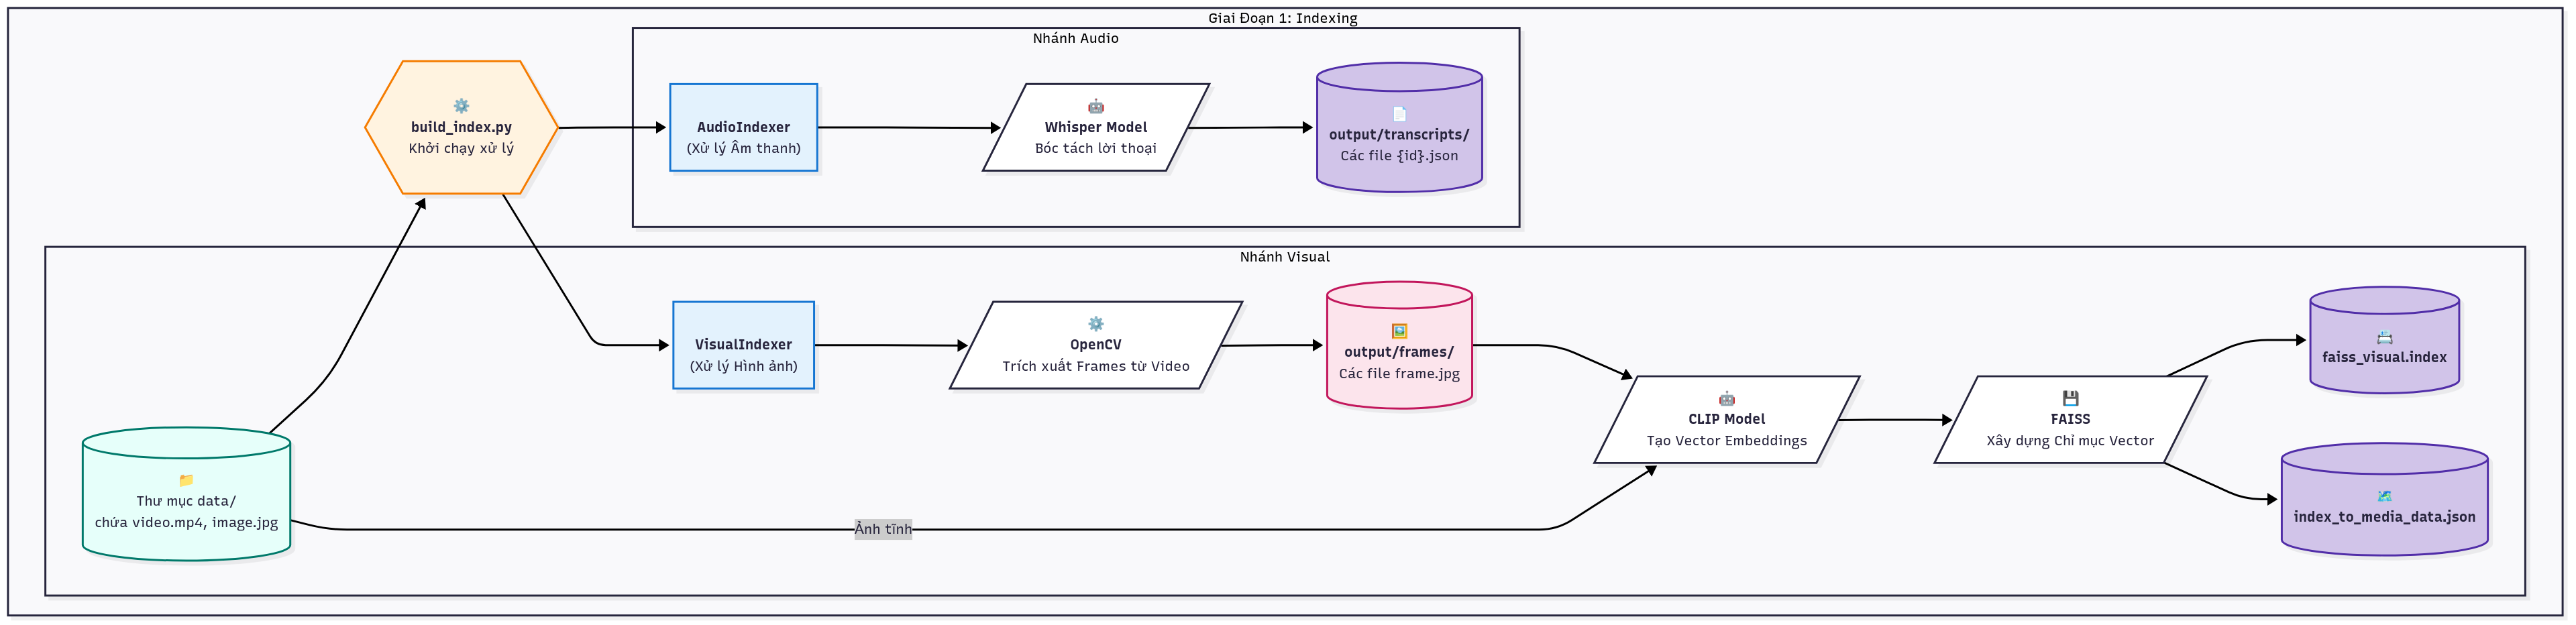 Giai Đoạn 1: Indexing
Nhánh Audio
build_index.py
Khởi chạy xử lý
AudioIndexer
(Xử lý Âm thanh)
Whisper Model
Bóc tách lời thoại
output/transcripts/
Các file {id}.json
Nhánh Visual
VisualIndexer
(Xử lý Hình ảnh)
OpenCV
Trích xuất Frames từ Video
output/frames/
Các file frame.jpg
CLIP Model
Tạo Vector Embeddings
FAISS
Xây dựng Chỉ mục Vector
faiss_visual.index
index_to_media_data.json
Thư mục data/
chứa video.mp4, image.jpg
Ảnh tĩnh